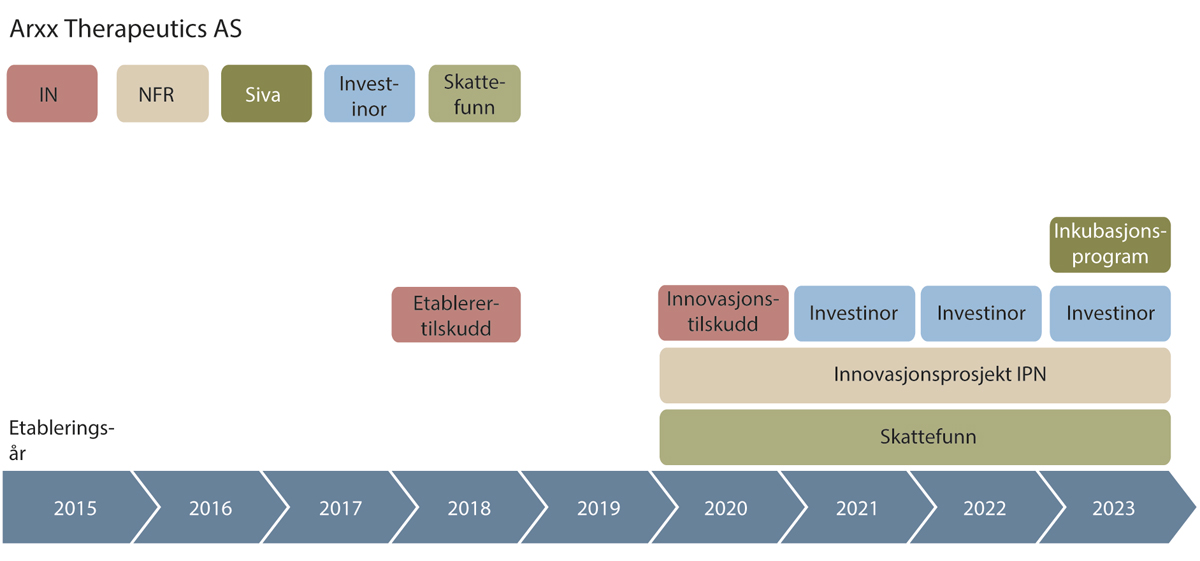 Arxx Therapeutics AS
IN
NFR
Siva
Invest-
inor
Skatte-
funn
Inkubasjons-
program
Etablerer-
tilskudd
Innovasjons-
tilskudd
Investinor
Investinor
Investinor
Innovasjonsprosjekt IPN
Skattefunn
Etablerings-
år
2015
2016
2017
2018
2019
2020
2021
2022
2023